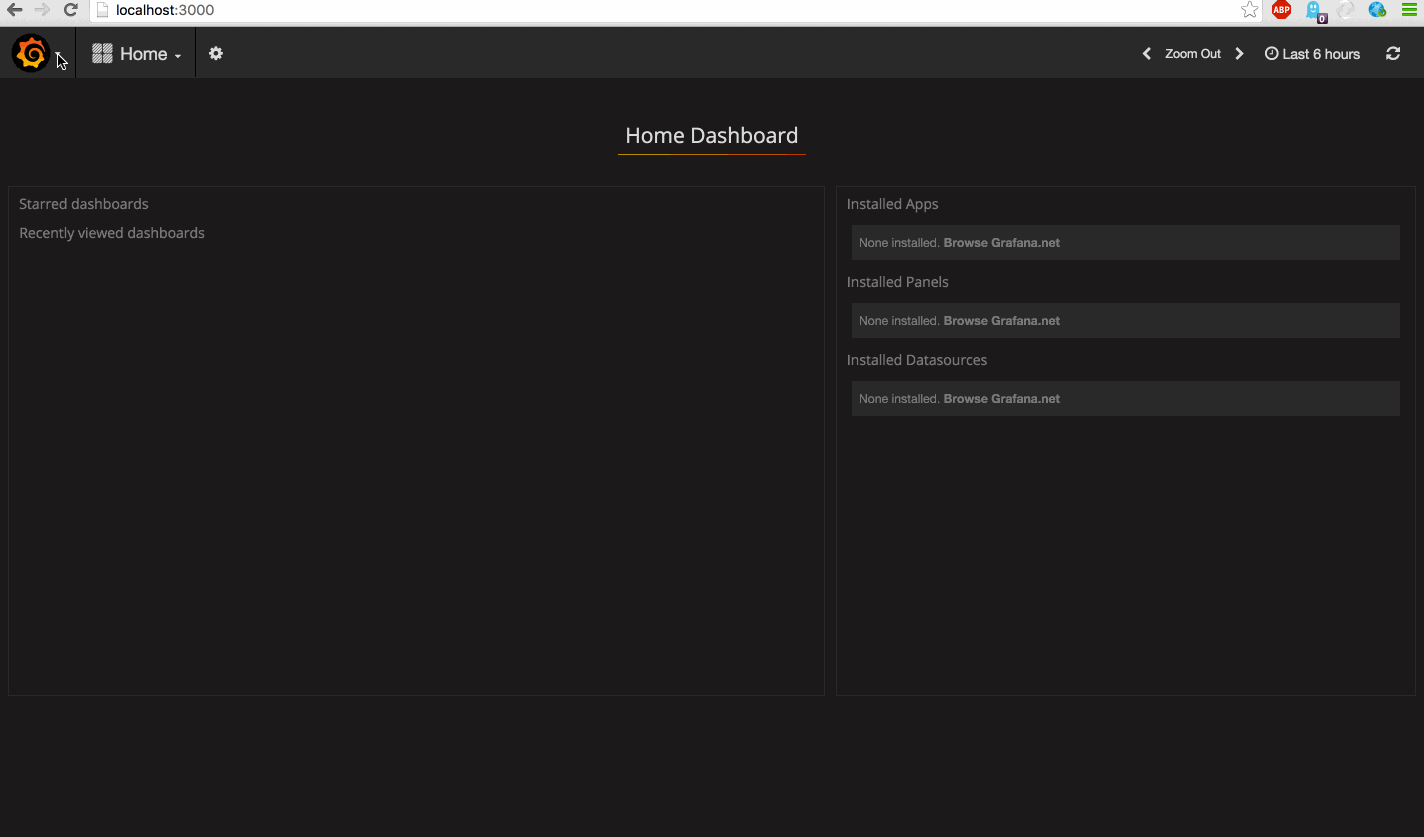 localhost:3000
ABP
0
Home
Zoom Out
Last 6 hours
Home Dashboard
Starred dashboards
Recently viewed dashboards
Installed Apps
None installed. Browse Grafana.net
Installed Panels
None installed. Browse Grafana.net
Installed Datasources
None installed. Browse Grafana.net